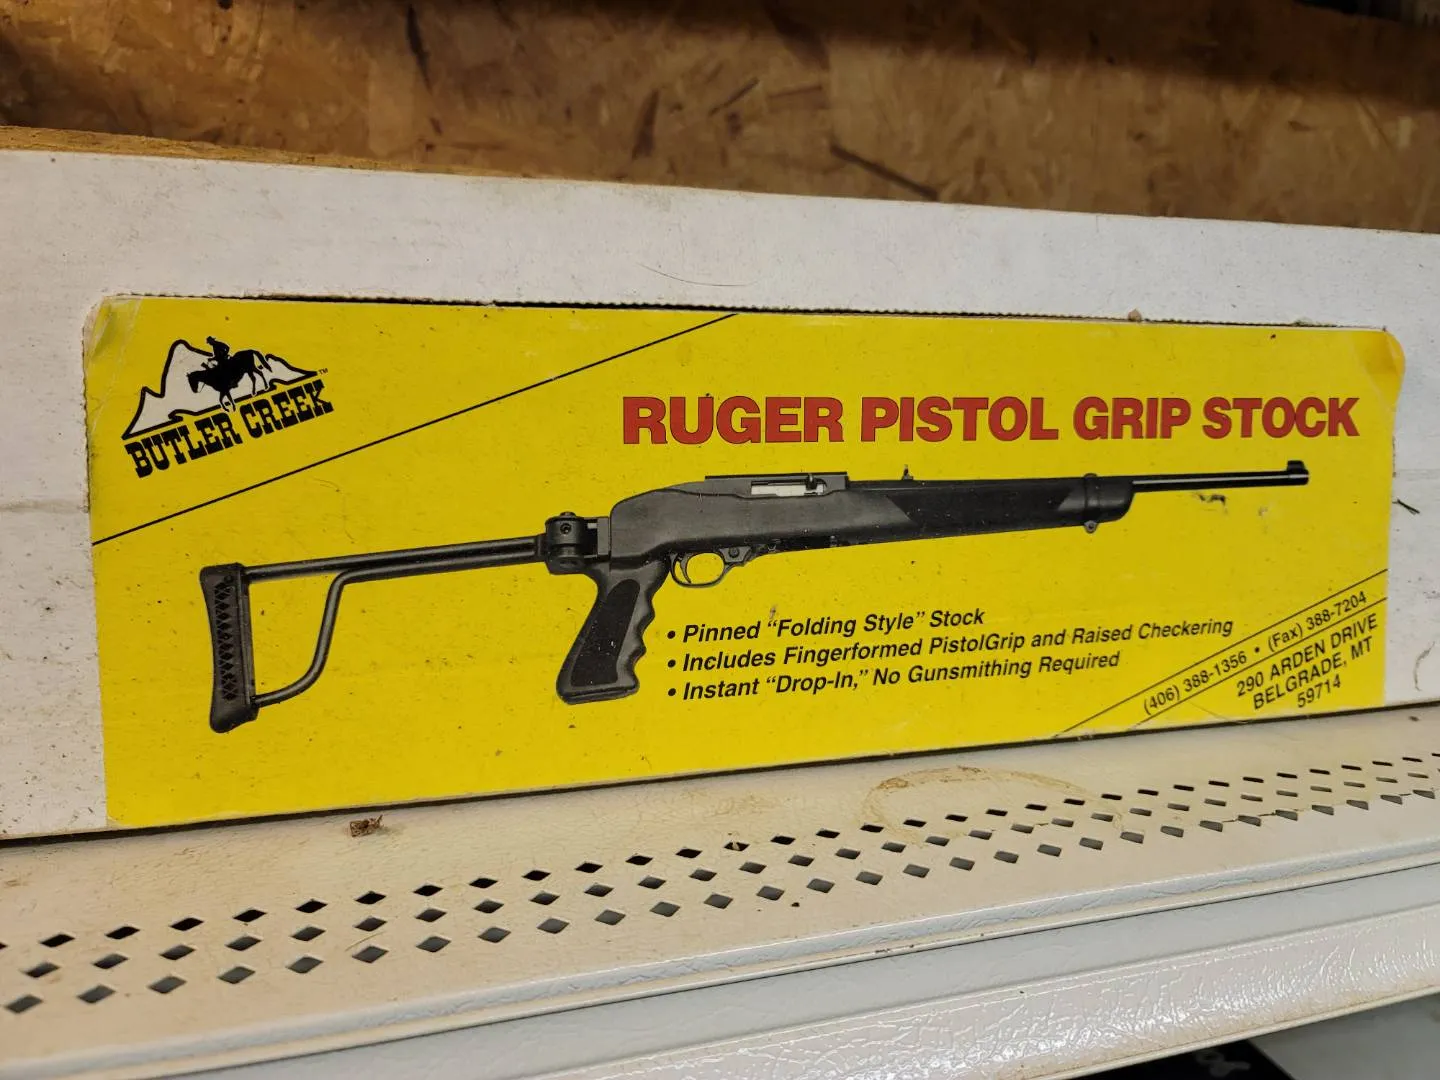 BUTLER CREEK™
RUGER PISTOL GRIP STOCK
• Pinned "Folding Style" Stock
• Includes Fingerformed PistolGrip and Raised Checkering
• Instant "Drop-In," No Gunsmithing Required
(406) 388-1356 • (Fax) 388-7204
290 ARDEN DRIVE
BELGRADE, MT
59714